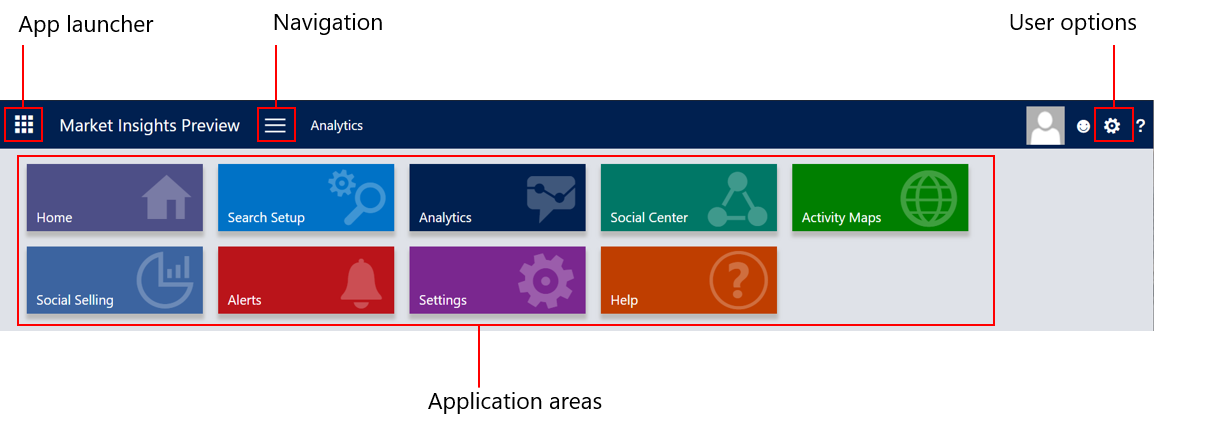 App launcher
Navigation
User options
Market Insights Preview
Analytics
?
Home
Search Setup
Analytics
Social Center
Activity Maps
Social Selling
Alerts
Settings
Help
?
Application areas